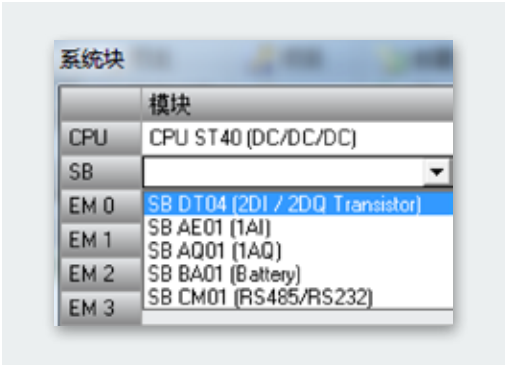 系统块
模块
CPU CPU ST40 (DC/DC/DC)
SB
EM 0 SB DT04 (2DI / 2DQ Transistor)
SB AE01 (1AI)
EM 1 SB AQ01 (1AQ)
EM 2 SB BA01 (Battery)
EM 3 SB CM01 (RS485/RS232)